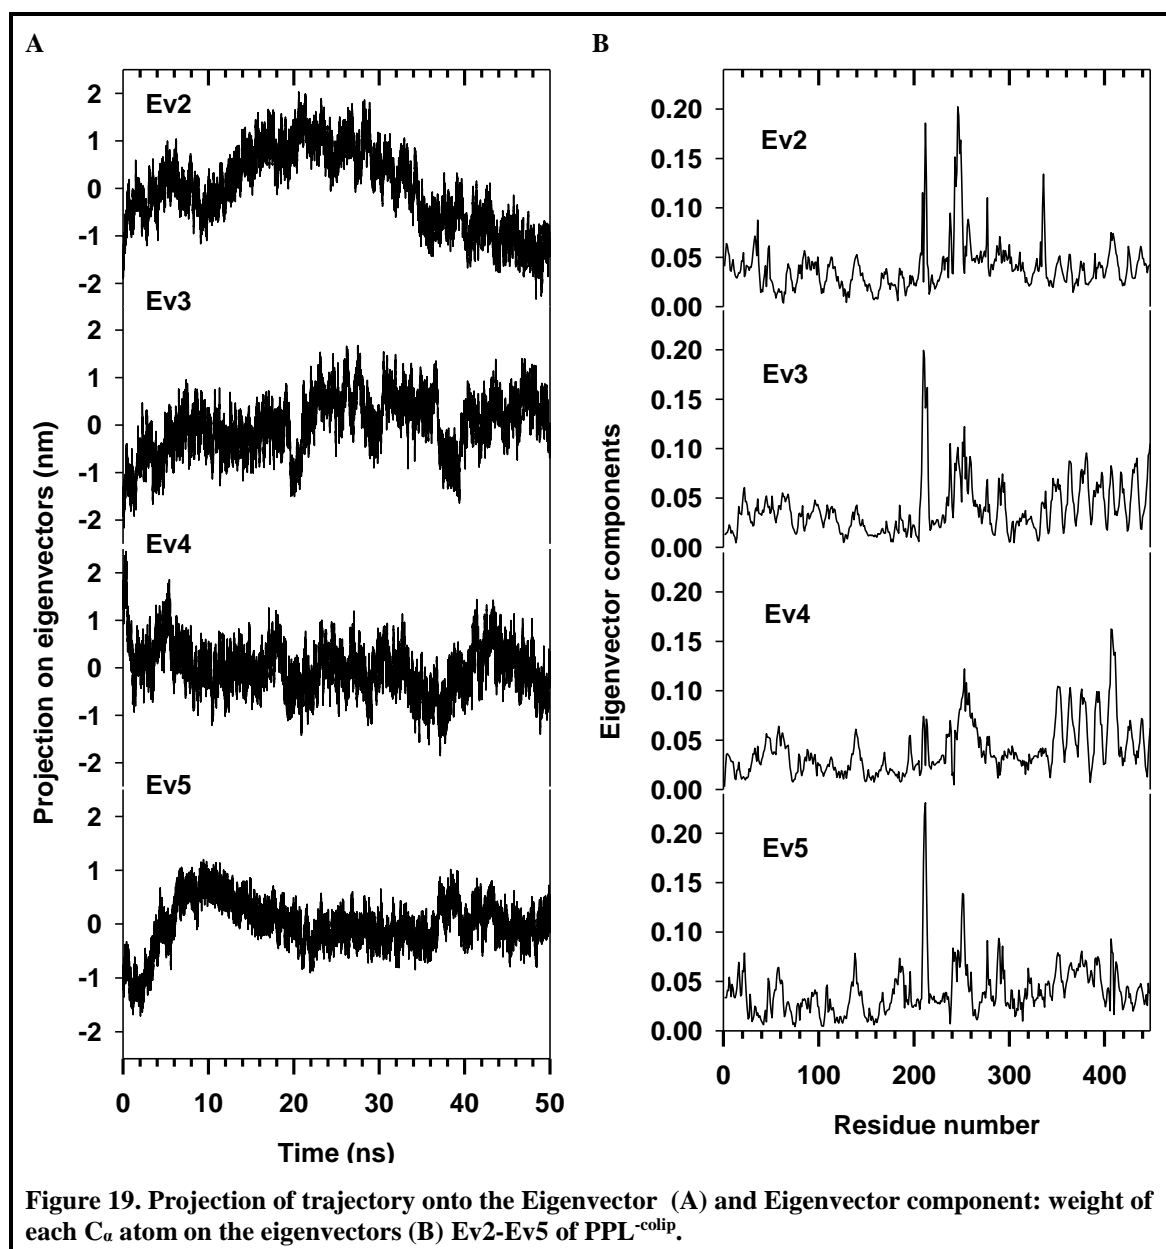 A
B
Projection on eigenvectors (nm)
Ev2
2
1
0
-1
-2
Ev3
2
1
0
-1
-2
Ev4
2
1
0
-1
-2
Ev5
2
1
0
-1
-2
0 10 20 30 40 50
Time (ns)
Eigenvector components
Ev2
0.20
0.15
0.10
0.05
0.00
Ev3
0.20
0.15
0.10
0.05
0.00
Ev4
0.20
0.15
0.10
0.05
0.00
Ev5
0.20
0.15
0.10
0.05
0.00
0 100 200 300 400
Residue number
Figure 19. Projection of trajectory onto the Eigenvector (A) and Eigenvector component: weight of
each Cα atom on the eigenvectors (B) Ev2-Ev5 of PPL-colip.